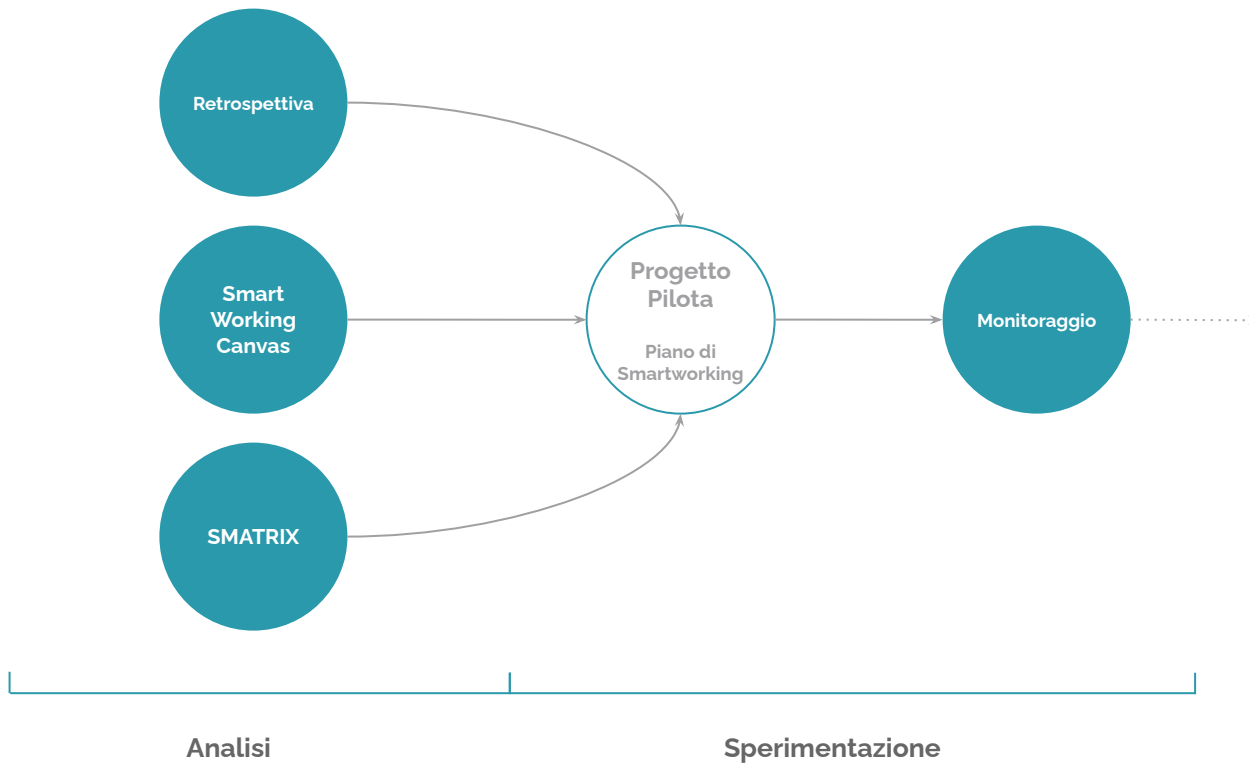 Retrospettiva
Smart
Working
Canvas
SMATRIX
Progetto
Pilota
Piano di
Smartworking
Monitoraggio
Analisi
Sperimentazione